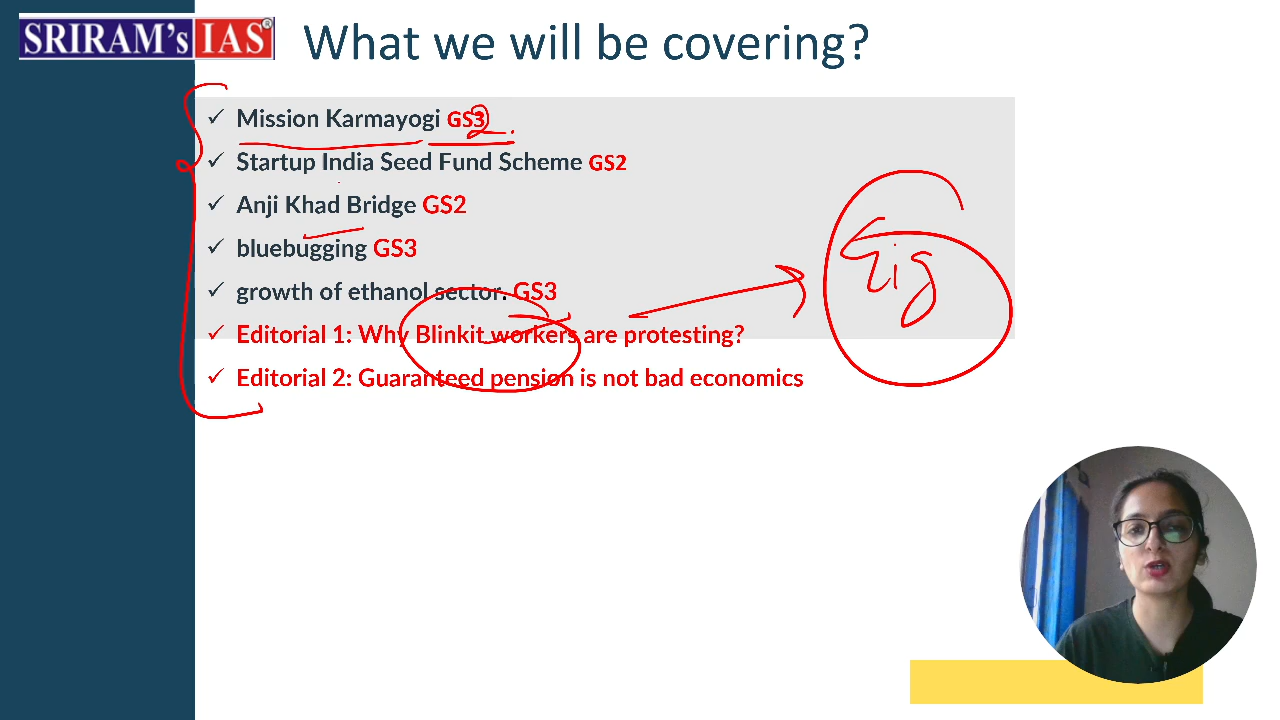 SRIRAM's IAS®
What we will be covering?
✓ Mission Karmayogi GS3 2.
✓ Startup India Seed Fund Scheme GS2
✓ Anji Khad Bridge GS2
✓ bluebugging GS3
✓ growth of ethanol sector. GS3
✓ Editorial 1: Why Blinkit workers are protesting?
✓ Editorial 2: Guaranteed pension is not bad economics
Gig